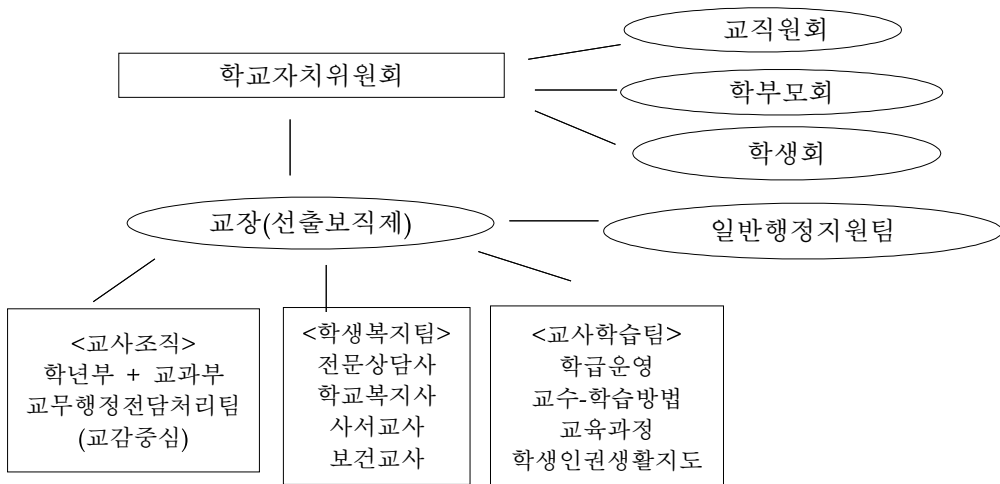 교직원회
학교자치위원회
학부모회
학생회
교장(선출보직제)
일반행정지원팀
<교사조직>
학년부 + 교과부
교무행정전담처리팀
(교감중심)
<학생복지팀>
전문상담사
학교복지사
사서교사
보건교사
<교사학습팀>
학급운영
교수-학습방법
교육과정
학생인권생활지도